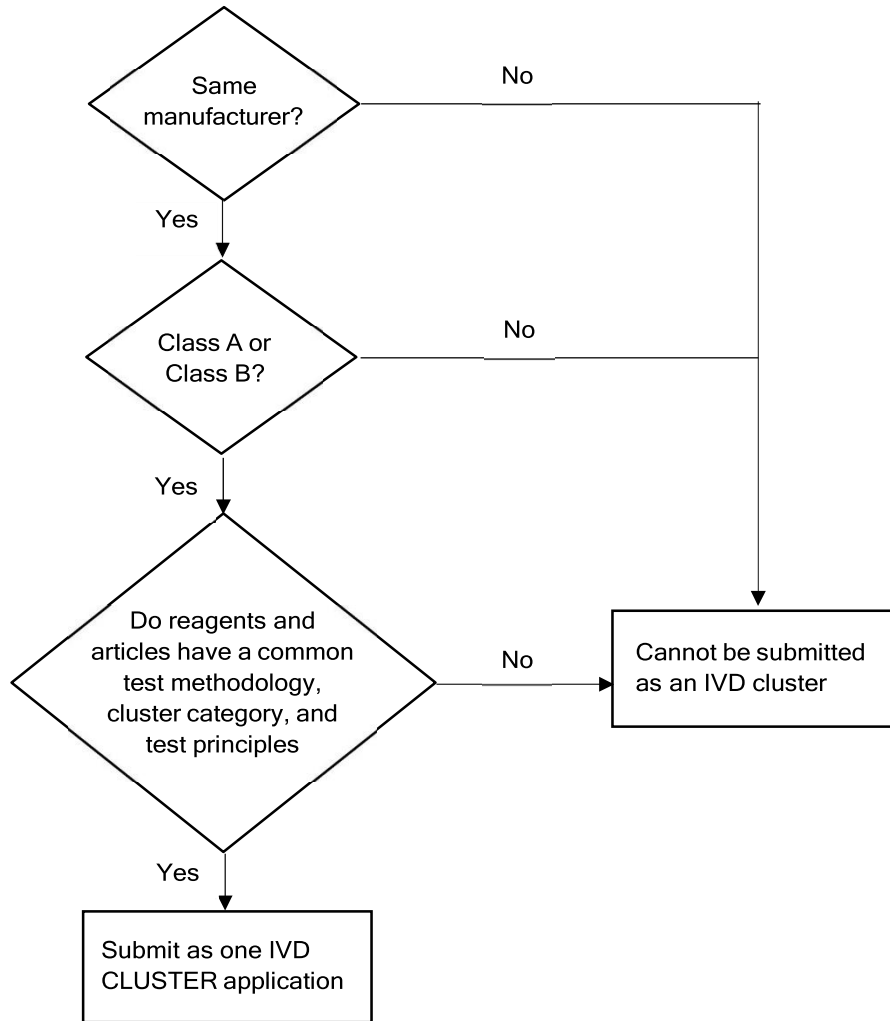 Same
manufacturer?
No
Yes
Class A or
Class B?
No
Yes
Do reagents and
articles have a common
test methodology,
cluster category, and
test principles
No
Cannot be submitted
as an IVD cluster
Yes
Submit as one IVD
CLUSTER application